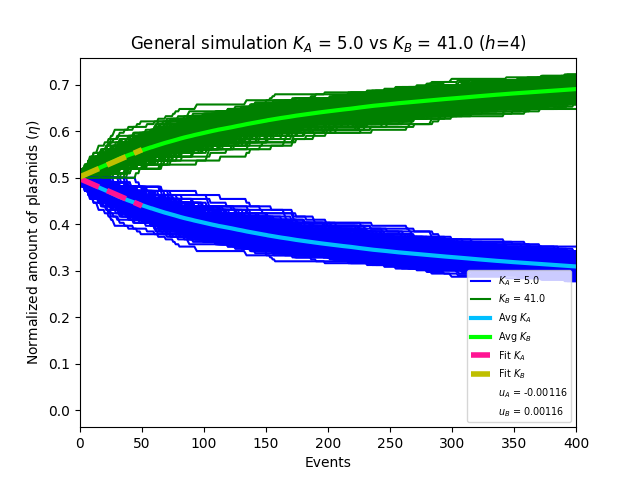 General simulation K_A = 5.0 vs K_B = 41.0 (h=4)
Normalized amount of plasmids (η)
0.7
0.6
0.5
0.4
0.3
0.2
0.1
0.0
0
50
100
150
200
250
300
350
400
Events
K_A = 5.0
K_B = 41.0
Avg K_A
Avg K_B
Fit K_A
Fit K_B
u_A = -0.00116
u_B = 0.00116